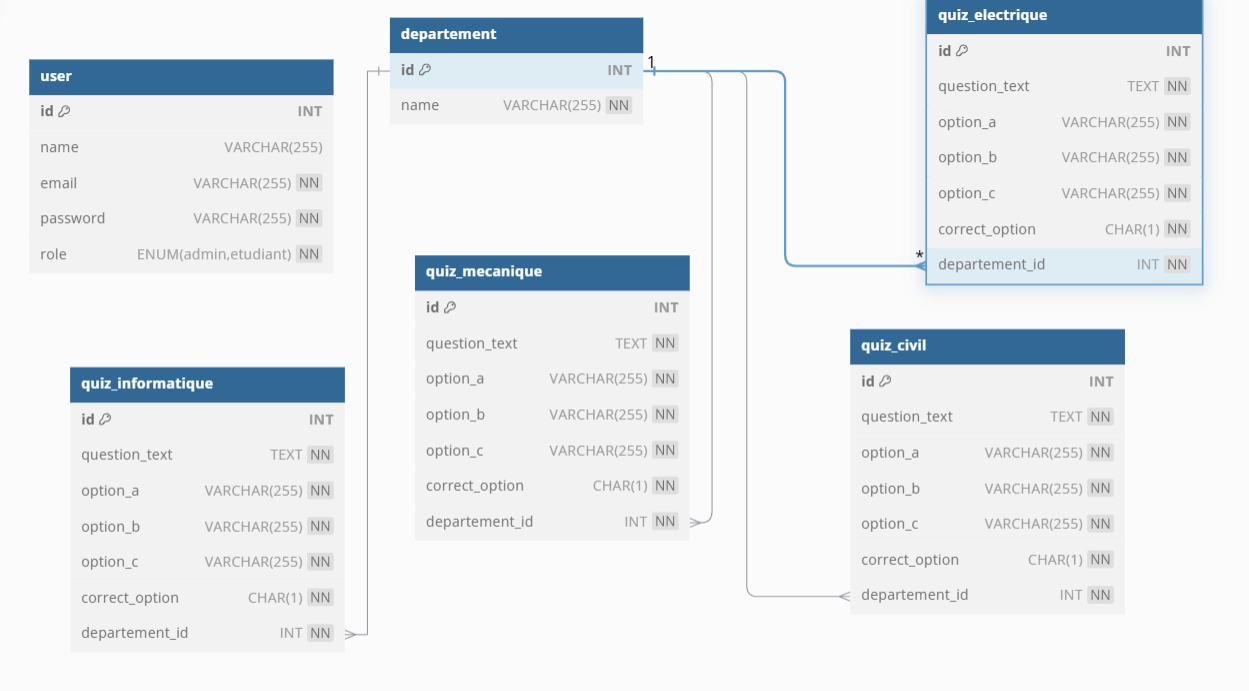 user
id INT
name VARCHAR(255)
email VARCHAR(255) NN
password VARCHAR(255) NN
role ENUM(admin,etudiant) NN
departement
id INT
name VARCHAR(255) NN
1
*
quiz_electrique
id INT
question_text TEXT NN
option_a VARCHAR(255) NN
option_b VARCHAR(255) NN
option_c VARCHAR(255) NN
correct_option CHAR(1) NN
departement_id INT NN
quiz_mecanique
id INT
question_text TEXT NN
option_a VARCHAR(255) NN
option_b VARCHAR(255) NN
option_c VARCHAR(255) NN
correct_option CHAR(1) NN
departement_id INT NN
quiz_informatique
id INT
question_text TEXT NN
option_a VARCHAR(255) NN
option_b VARCHAR(255) NN
option_c VARCHAR(255) NN
correct_option CHAR(1) NN
departement_id INT NN
quiz_civil
id INT
question_text TEXT NN
option_a VARCHAR(255) NN
option_b VARCHAR(255) NN
option_c VARCHAR(255) NN
correct_option CHAR(1) NN
departement_id INT NN